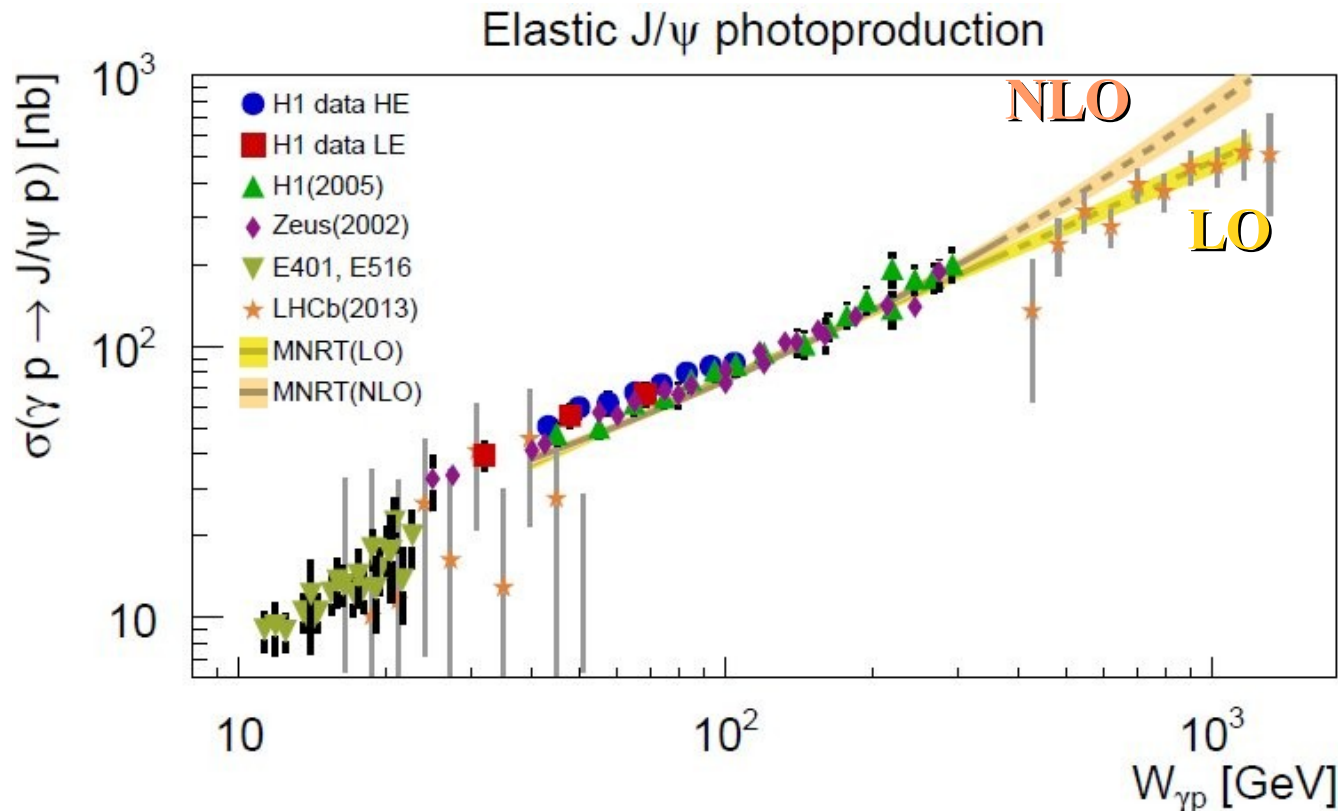 Elastic J/ψ photoproduction
σ(γ p → J/ψ p) [nb]
10³
10²
10
H1 data HE
H1 data LE
H1(2005)
Zeus(2002)
E401, E516
LHCb(2013)
MNRT(LO)
MNRT(NLO)
NLO
LO
10
10²
10³
Wγp [GeV]